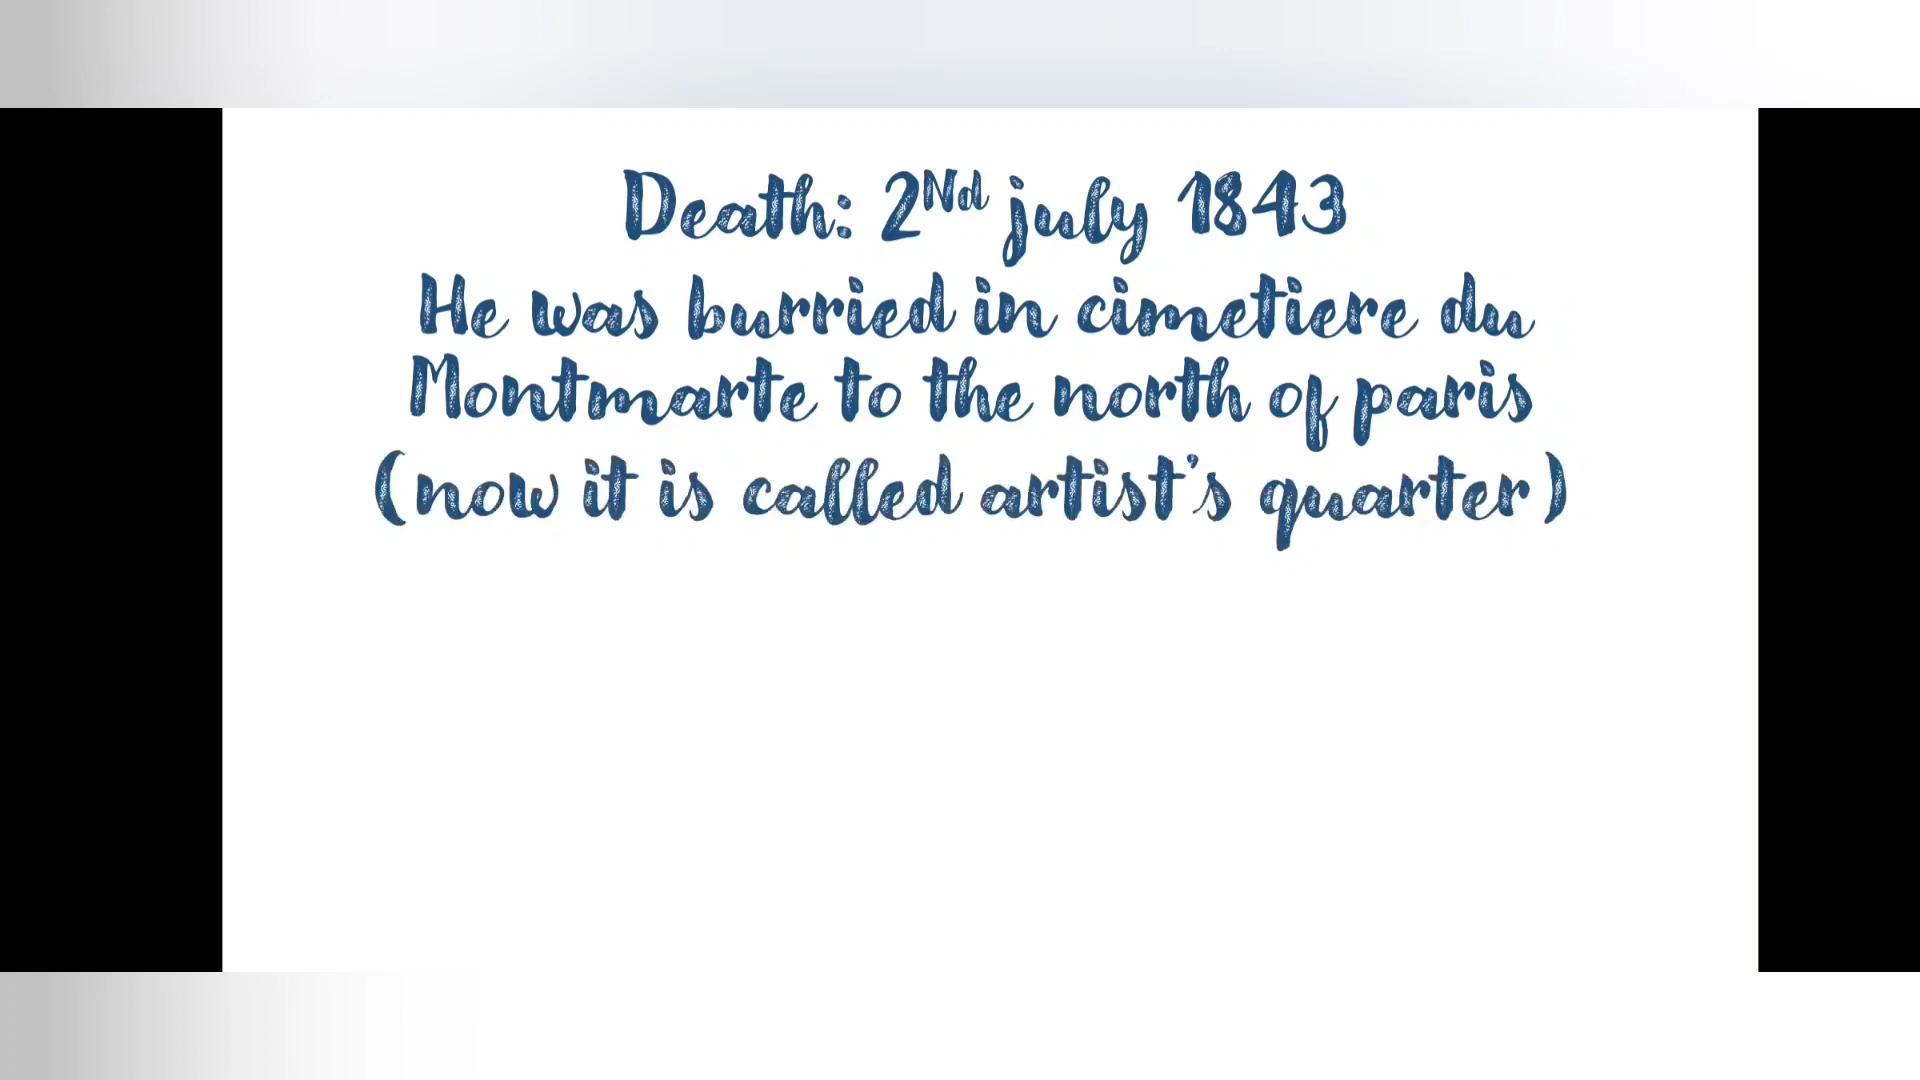 Death: 2Nd july 1843
He was burried in cimetiere du
Montmarte to the north of paris
(now it is called artist's quarter)